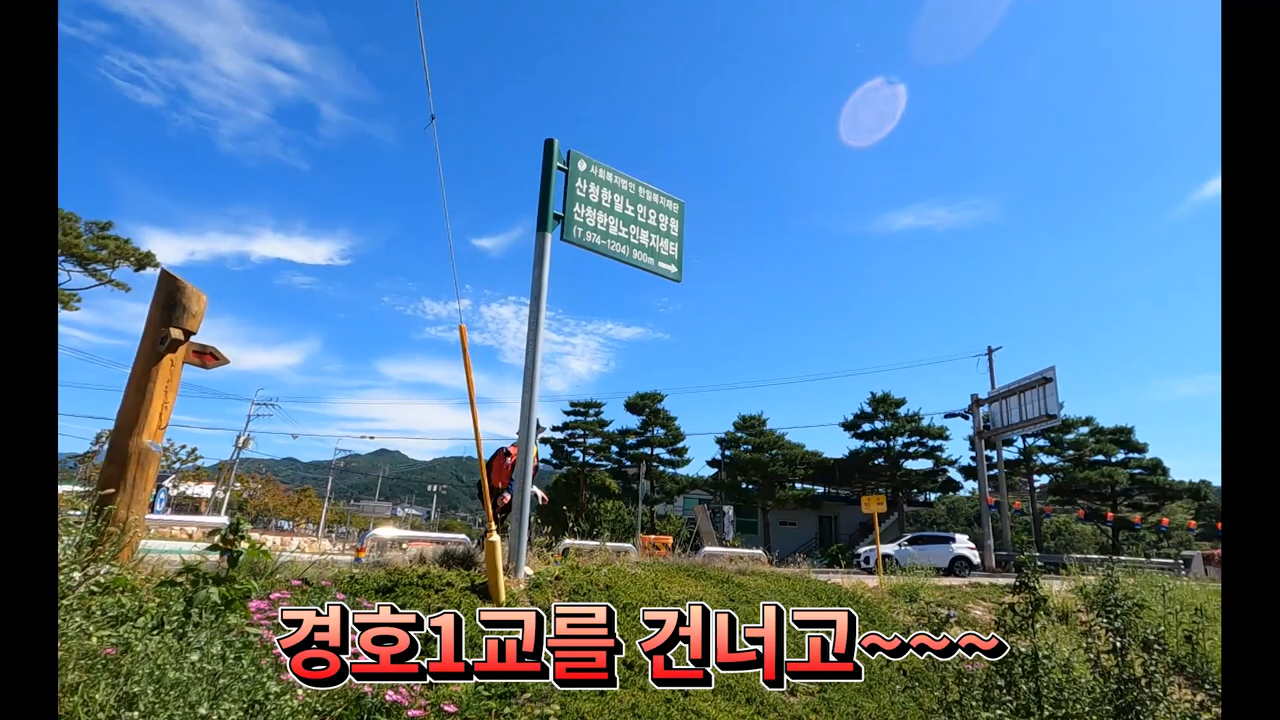 사회복지법인 한일복지재단
산청한일노인요양원
산청한일노인복지센터
(T.974-1204) 900m →
경호1교를 건너고~~~